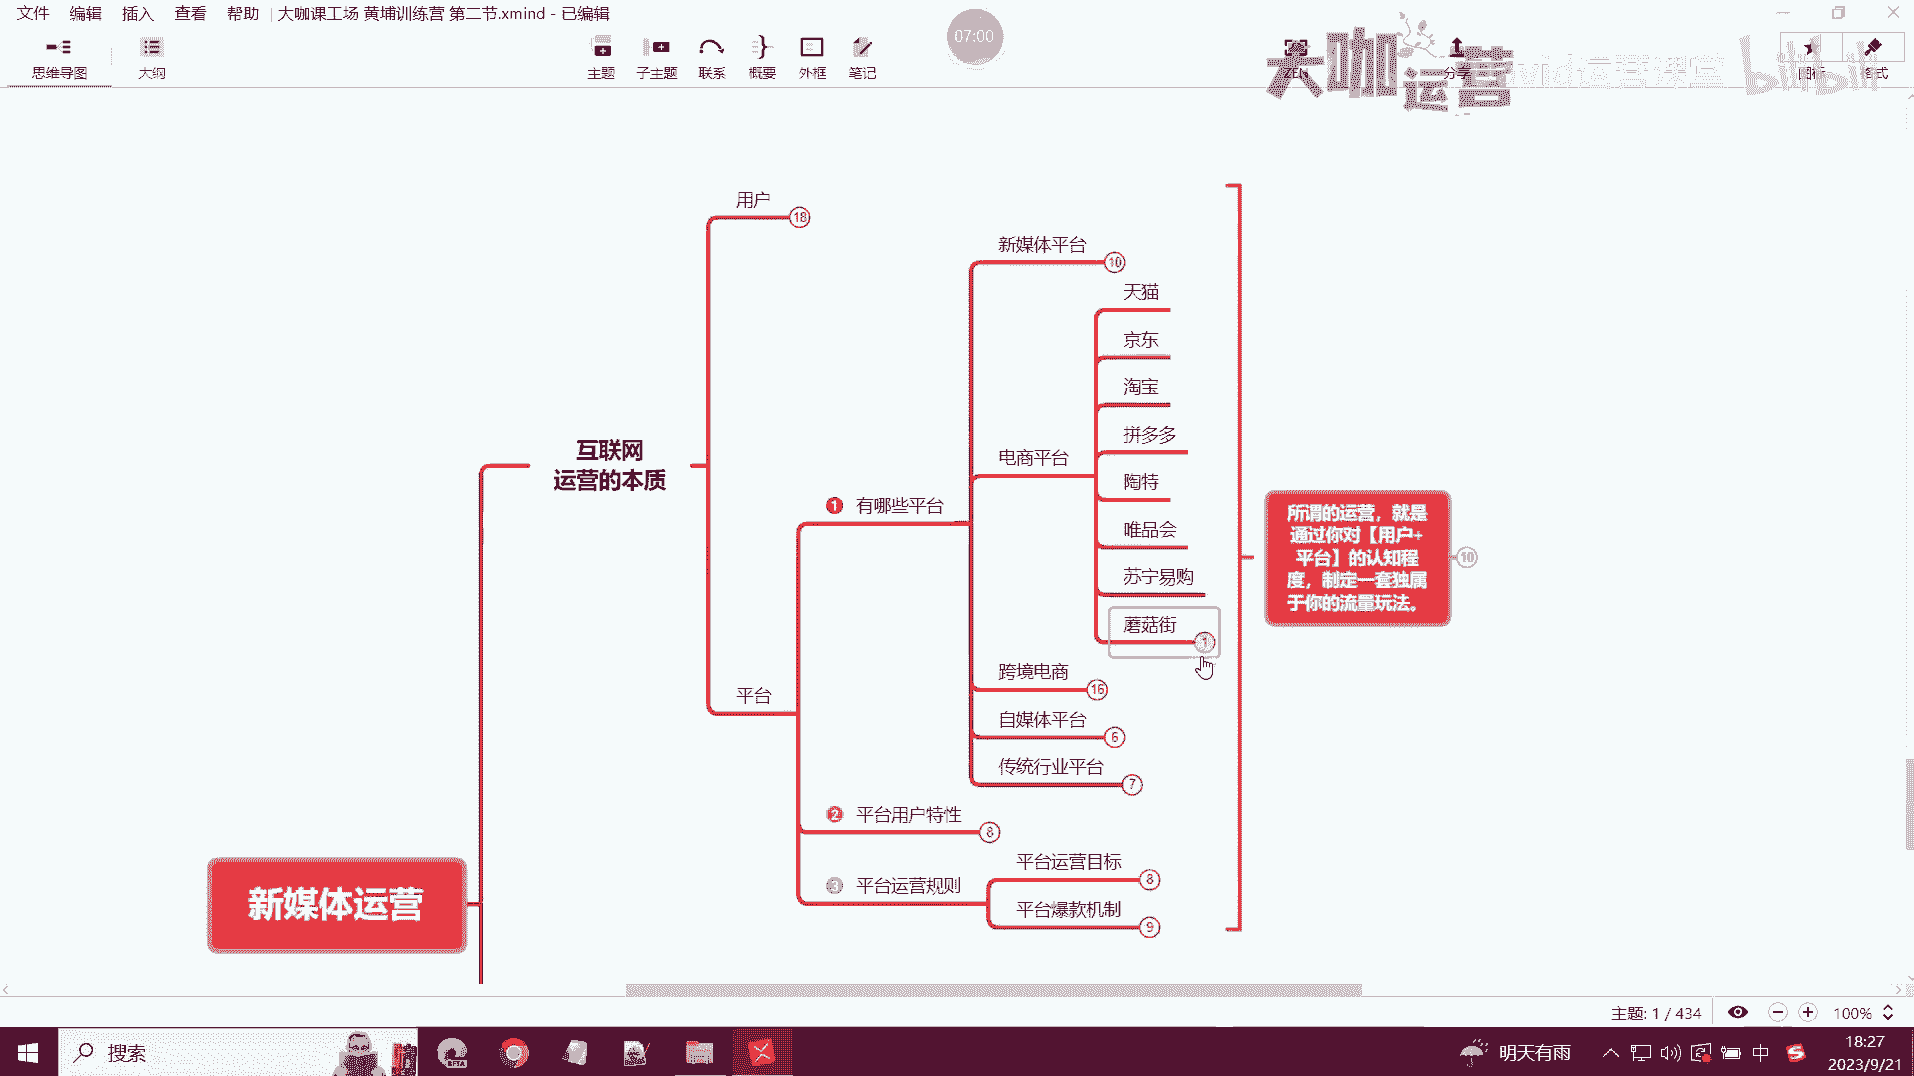 文件 编辑 插入 查看 帮助 大咖课工场 黄埔训练营 第二节.xmind - 已编辑
思维导图 大纲 主题 子主题 联系 概要 外框 笔记 07:00 ZEN 分享 图标 格式
大咖运营 vid运营课堂 bilibili
用户 18
新媒体平台 10
天猫
京东
淘宝
拼多多
陶特
唯品会
苏宁易购
蘑菇街 1
电商平台
互联网
运营的本质
1 有哪些平台
所谓的运营,就是
通过你对【用户+
平台】的认知程
度,制定一套独属
于你的流量玩法。
10
跨境电商 16
平台
自媒体平台 6
传统行业平台 7
2 平台用户特性 8
平台运营目标 8
3 平台运营规则
平台爆款机制 9
新媒体运营
主题: 1 / 434 100%
搜索 BETA 明天有雨 中 18:27
2023/9/21